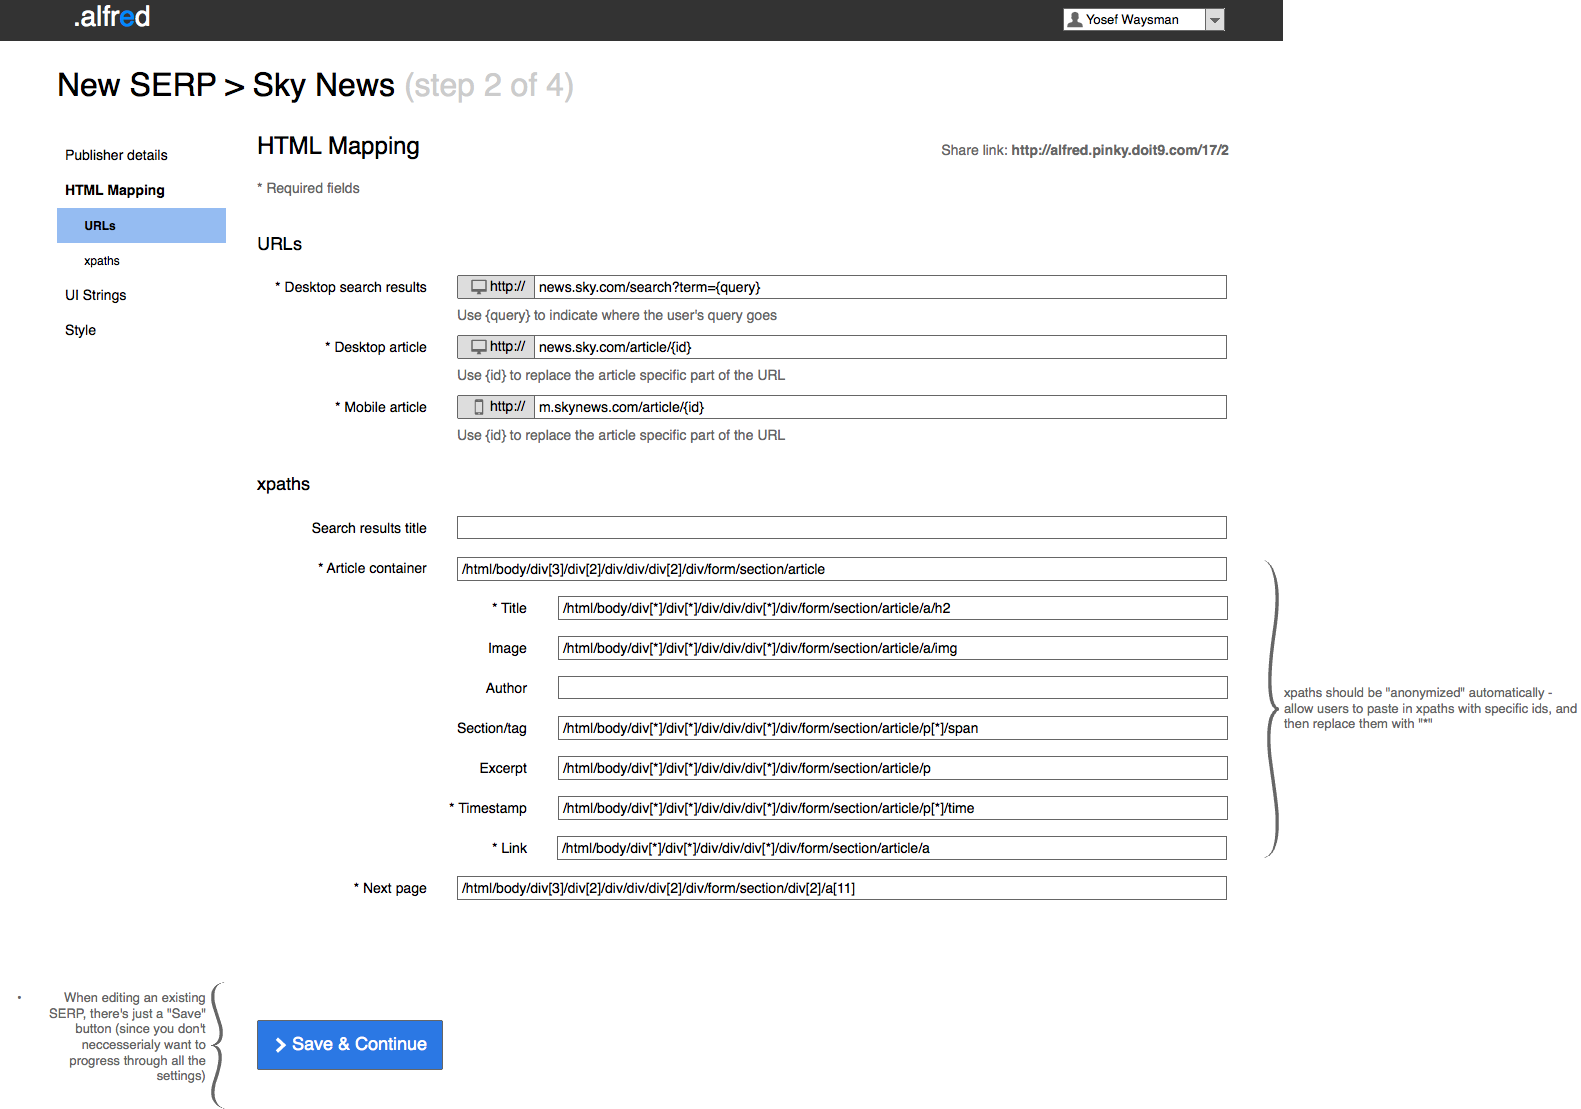 .alfred
Yosef Waysman
New SERP > Sky News (step 2 of 4)
Publisher details
HTML Mapping
URLs
xpaths
UI Strings
Style
HTML Mapping
Share link: http://alfred.pinky.doit9.com/17/2
* Required fields
URLs
* Desktop search results http:// news.sky.com/search?term={query}
Use {query} to indicate where the user's query goes
* Desktop article http:// news.sky.com/article/{id}
Use {id} to replace the article specific part of the URL
* Mobile article http:// m.skynews.com/article/{id}
Use {id} to replace the article specific part of the URL
xpaths
Search results title
* Article container /html/body/div[3]/div[2]/div/div/div[2]/div/form/section/article
* Title /html/body/div[*]/div[*]/div/div/div[*]/div/form/section/article/a/h2
Image /html/body/div[*]/div[*]/div/div/div[*]/div/form/section/article/a/img
Author
Section/tag /html/body/div[*]/div[*]/div/div/div[*]/div/form/section/article/p[*]/span
Excerpt /html/body/div[*]/div[*]/div/div/div[*]/div/form/section/article/p
* Timestamp /html/body/div[*]/div[*]/div/div/div[*]/div/form/section/article/p[*]/time
* Link /html/body/div[*]/div[*]/div/div/div[*]/div/form/section/article/a
* Next page /html/body/div[3]/div[2]/div/div/div[2]/div/form/section/div[2]/a[11]
xpaths should be "anonymized" automatically -
allow users to paste in xpaths with specific ids, and
then replace them with "*"
• When editing an existing
SERP, there's just a "Save"
button (since you don't
neccesserialy want to
progress through all the
settings)
Save & Continue